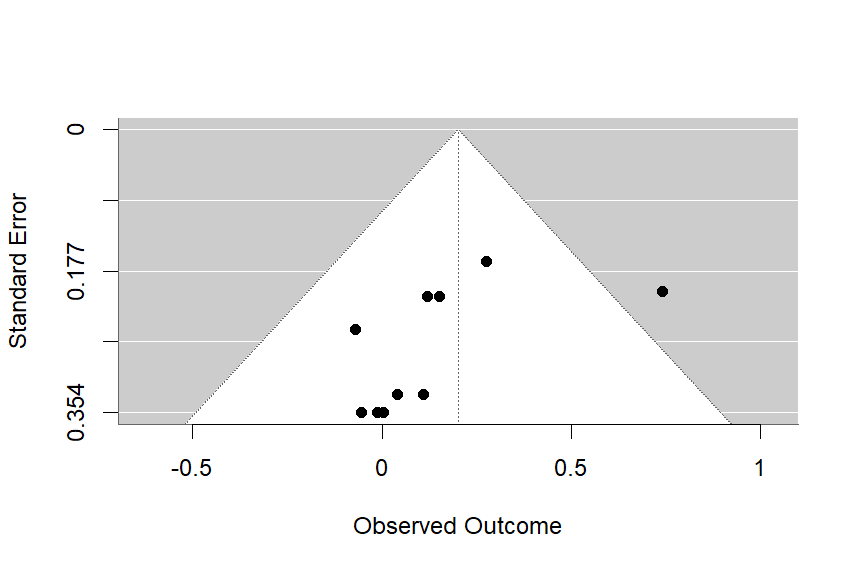 Standard Error
0
0.177
0.354
-0.5 0 0.5 1
Observed Outcome